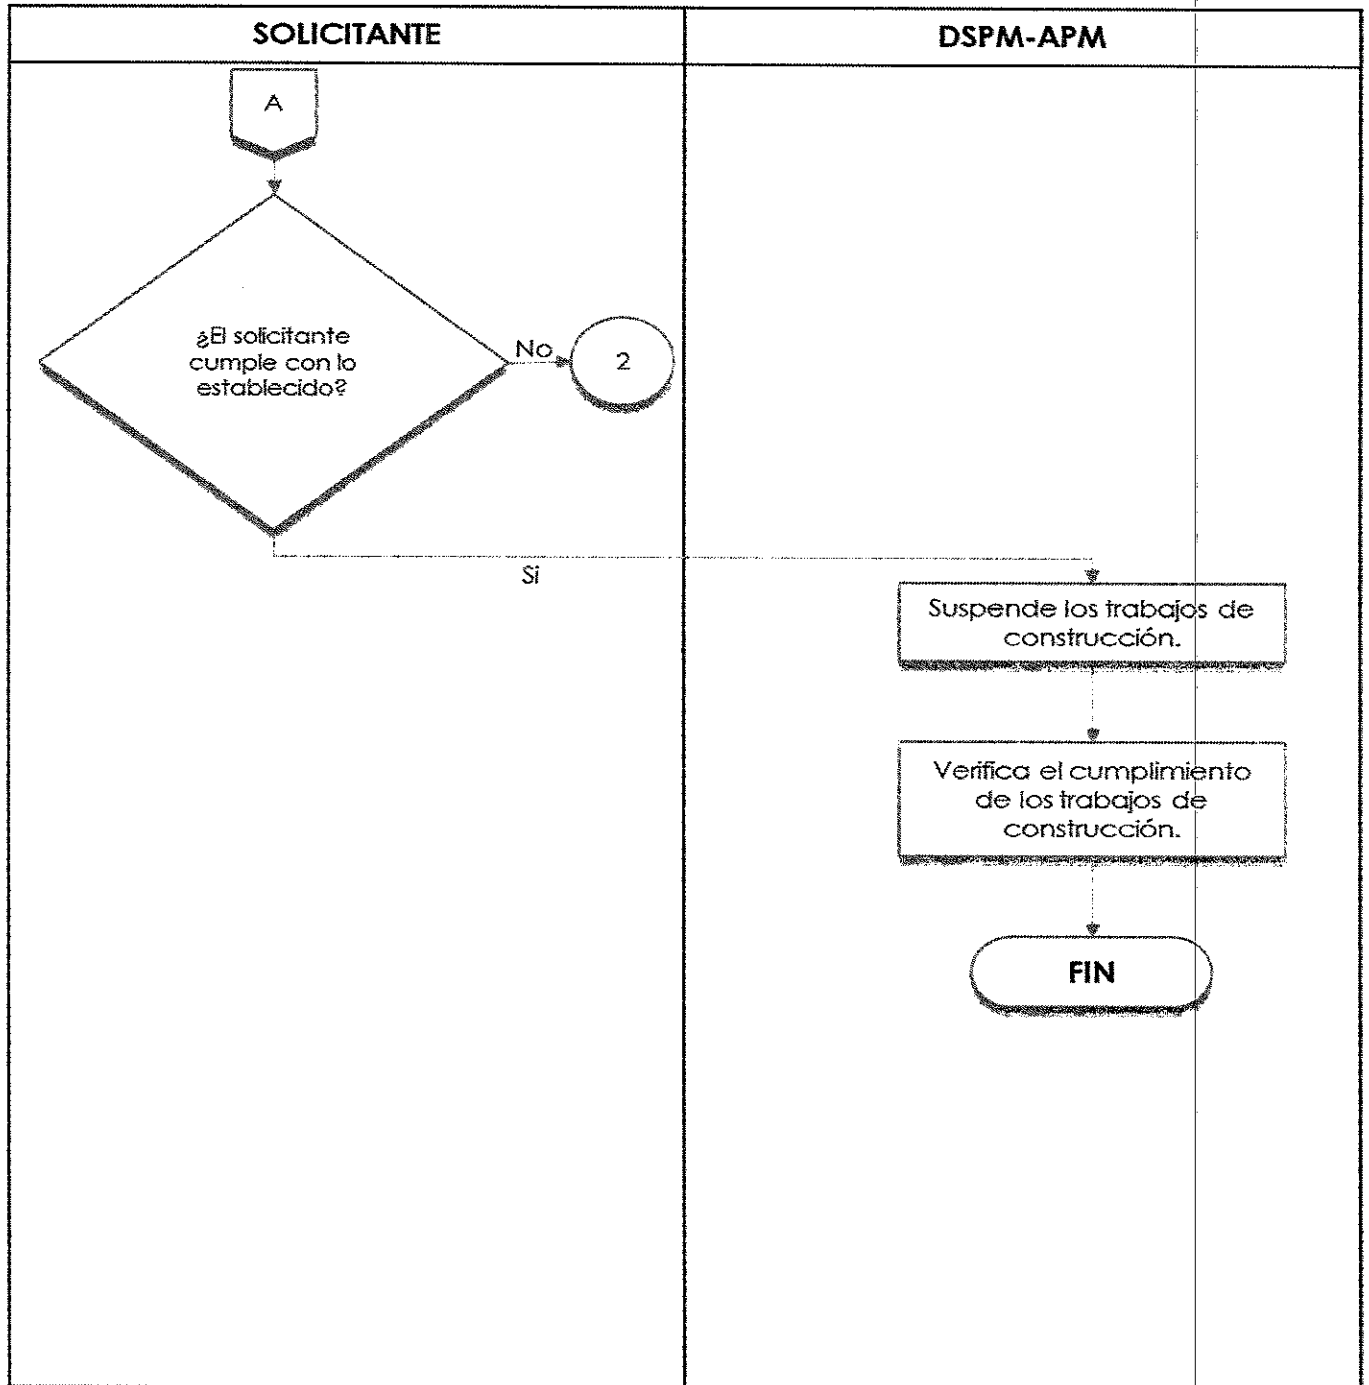 SOLICITANTE
DSPM-APM
A
¿El solicitante
cumple con lo
establecido?
No
2
Si
Suspende los trabajos de
construcción.
Verifica el cumplimiento
de los trabajos de
construcción.
FIN